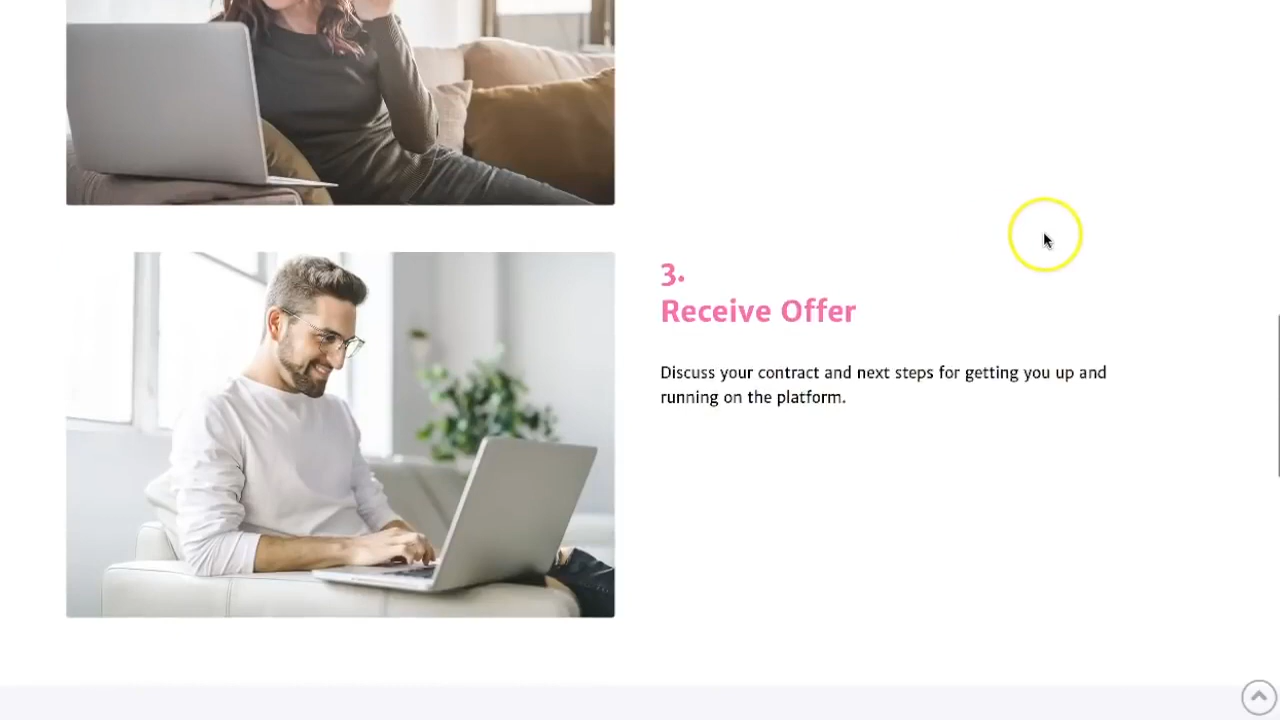 3.
Receive Offer
Discuss your contract and next steps for getting you up and
running on the platform.